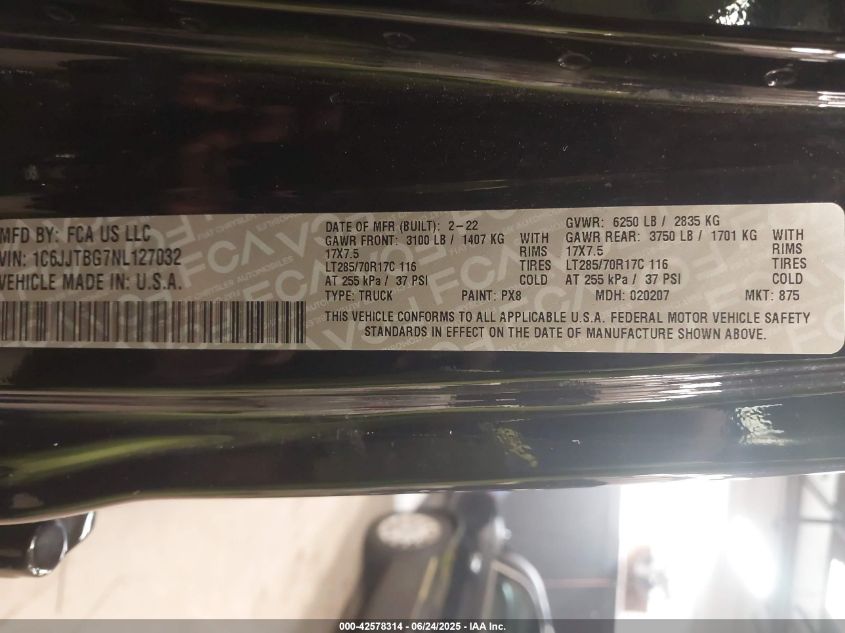 MFD BY: FCA US LLC
VIN: 1C6JJTBG7NL127032
VEHICLE MADE IN U.S.A.
DATE OF MFR (BUILT): 2-22
GAWR FRONT: 3100 LB / 1407 KG WITH
17X7.5 RIMS
LT285/70R17C 116 TIRES
AT 255 kPa / 37 PSI COLD
TYPE: TRUCK PAINT: PX8
GVWR: 6250 LB / 2835 KG
GAWR REAR: 3750 LB / 1701 KG WITH
17X7.5 RIMS
LT285/70R17C 116 TIRES
AT 255 kPa / 37 PSI COLD
MDH: 020207 MKT: 875
THIS VEHICLE CONFORMS TO ALL APPLICABLE U.S.A. FEDERAL MOTOR VEHICLE SAFETY
STANDARDS IN EFFECT ON THE DATE OF MANUFACTURE SHOWN ABOVE.
000-42578314 - 06/24/2025 - IAA Inc.